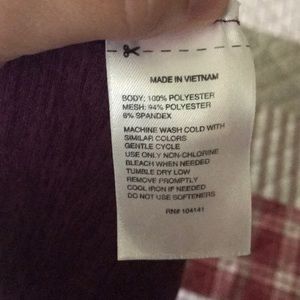 MADE IN VIETNAM
BODY: 100% POLYESTER
MESH: 94% POLYESTER
6% SPANDEX
MACHINE WASH COLD WITH
SIMILAR COLORS
GENTLE CYCLE
USE ONLY NON-CHLORINE
BLEACH WHEN NEEDED
TUMBLE DRY LOW
REMOVE PROMPTLY
COOL IRON IF NEEDED
DO NOT USE SOFTENERS
RN# 104141